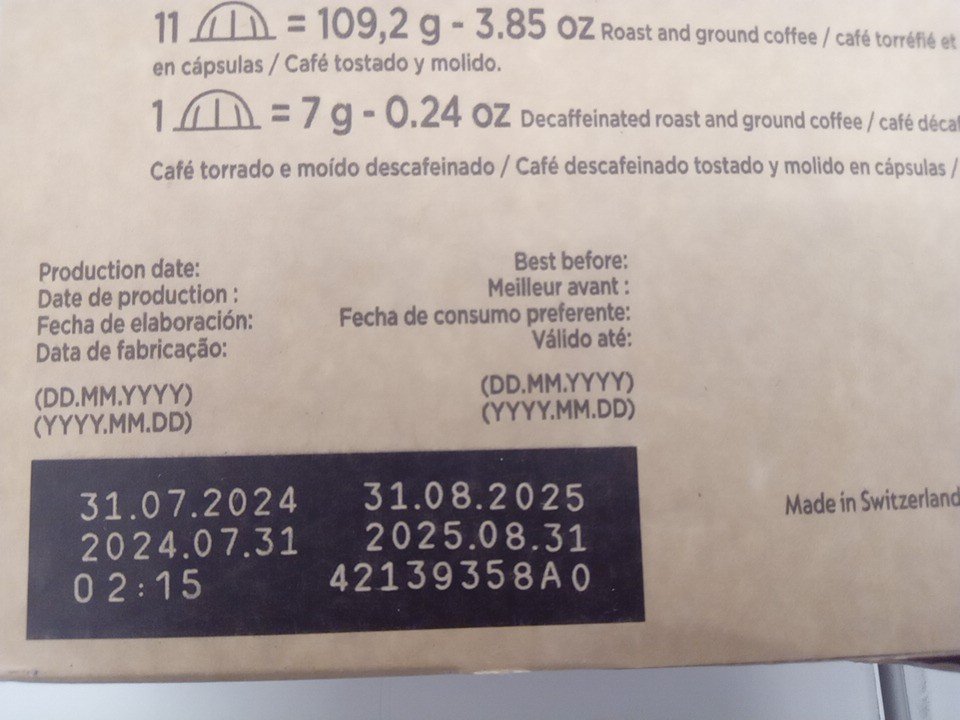 11 = 109,2 g - 3.85 oz Roast and ground coffee / café torréfié et
en cápsulas / Café tostado y molido.
1 = 7 g - 0.24 oz Decaffeinated roast and ground coffee / café
Café torrado e moído descafeinado / Café descafeinado tostado y molido en cápsulas /
Production date:
Date de production :
Fecha de elaboración:
Data de fabricação:
(DD.MM.YYYY)
(YYYY.MM.DD)
Best before:
Meilleur avant :
Fecha de consumo preferente:
Válido até:
(DD.MM.YYYY)
(YYYY.MM.DD)
31.07.2024 31.08.2025
2024.07.31 2025.08.31
02:15 42139358A0
Made in Switzerland